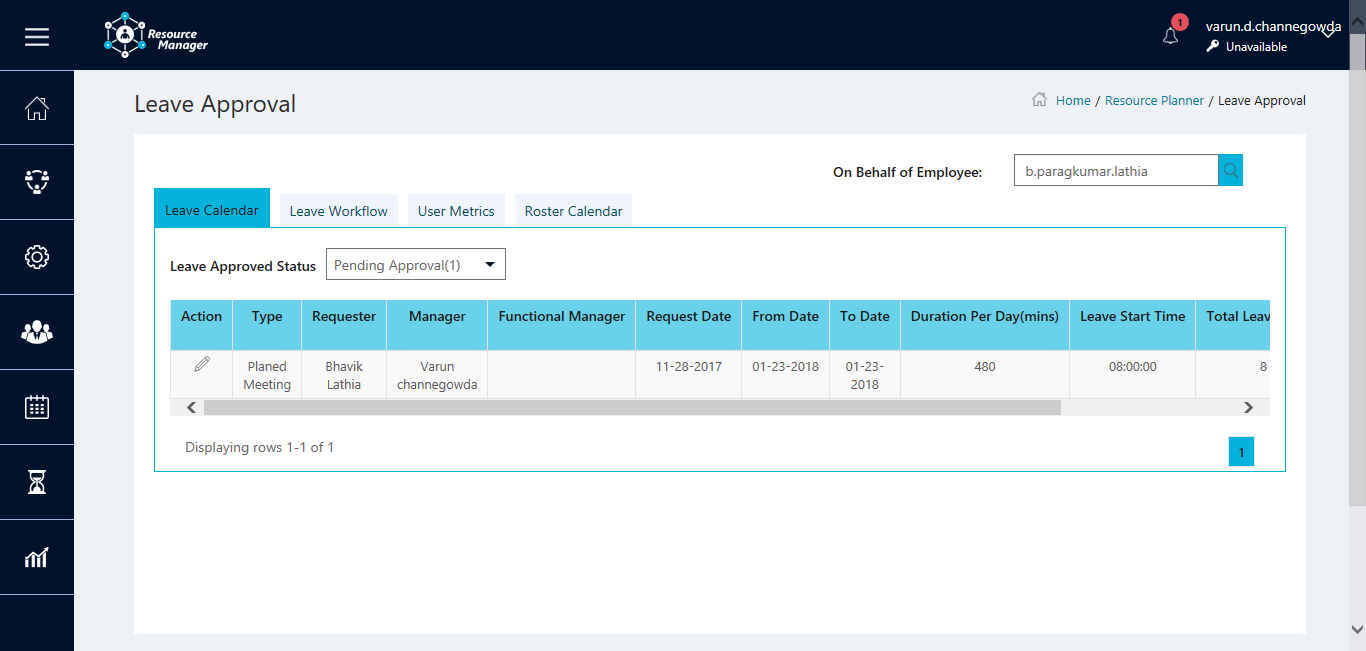 Resource
Manager
1
varun.d.channegowda
Unavailable
Leave Approval
Home / Resource Planner / Leave Approval
On Behalf of Employee: b.paragkumar.lathia
Leave Calendar Leave Workflow User Metrics Roster Calendar
Leave Approved Status Pending Approval(1)
Action Type Requester Manager Functional Manager Request Date From Date To Date Duration Per Day(mins) Leave Start Time Total Leav
Planed Bhavik Varun 11-28-2017 01-23-2018 01-23- 480 08:00:00 8
Meeting Lathia channegowda 2018
Displaying rows 1-1 of 1
1